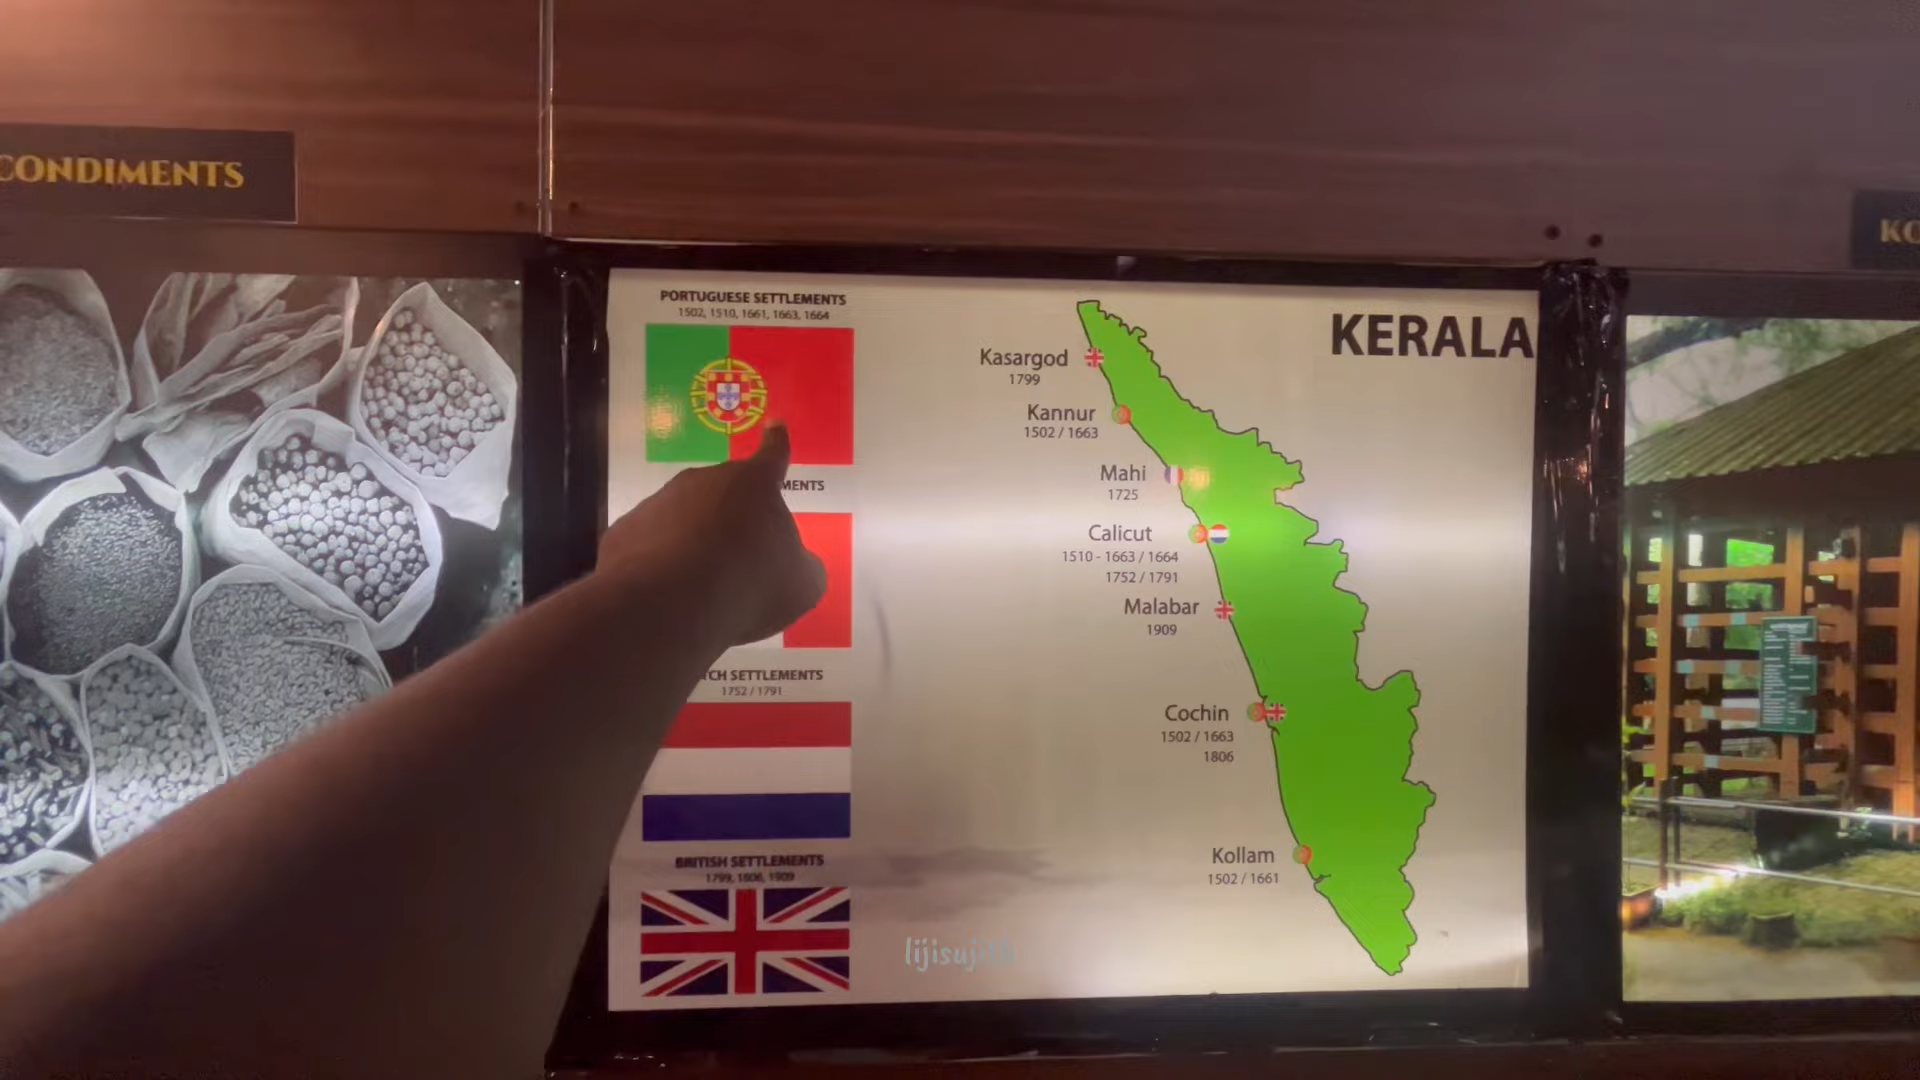 CONDIMENTS
KO
PORTUGUESE SETTLEMENTS
1502, 1510, 1661, 1663, 1664
MENTS
TCH SETTLEMENTS
1752 / 1791
BRITISH SETTLEMENTS
1799, 1806, 1909
KERALA
Kasargod
1799
Kannur
1502 / 1663
Mahi
1725
Calicut
1510 - 1663 / 1664
1752 / 1791
Malabar
1909
Cochin
1502 / 1663
1806
Kollam
1502 / 1661